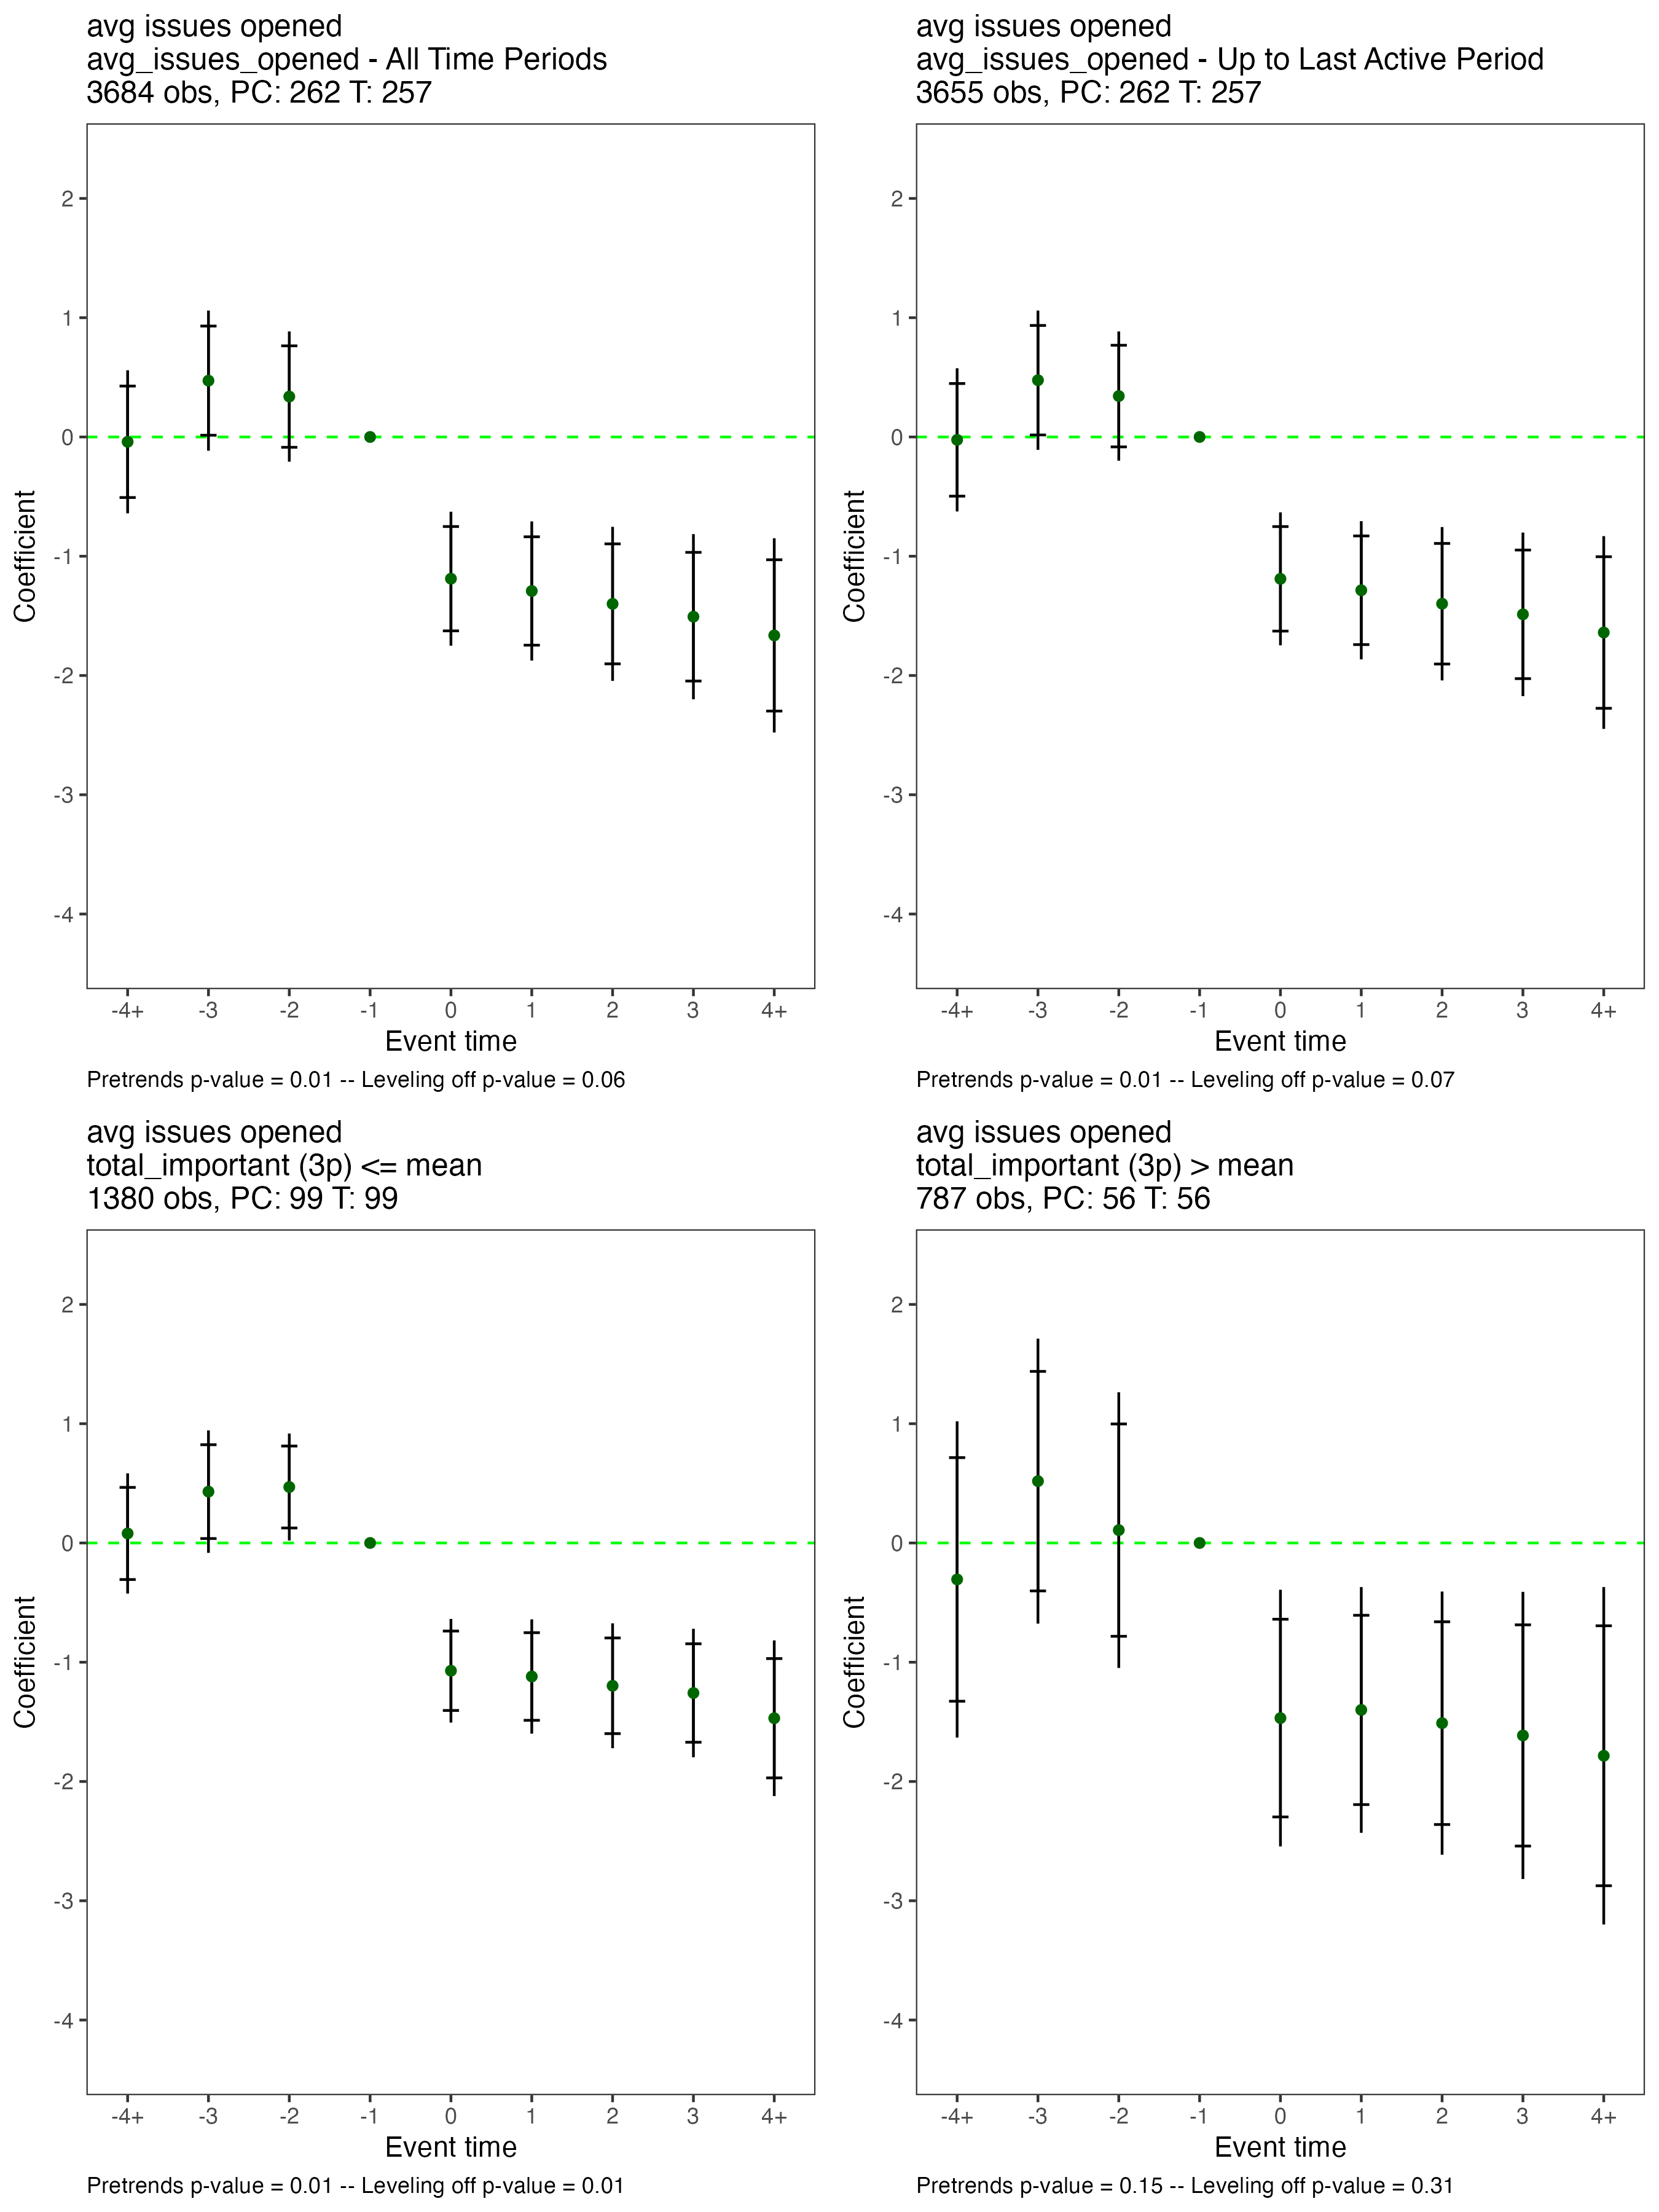 avg issues opened
avg_issues_opened - All Time Periods
3684 obs, PC: 262 T: 257
2
1
0
-1
-2
-3
-4
Coefficient
-4+ -3 -2 -1 0 1 2 3 4+
Event time
Pretrends p-value = 0.01 -- Leveling off p-value = 0.06
avg issues opened
avg_issues_opened - Up to Last Active Period
3655 obs, PC: 262 T: 257
2
1
0
-1
-2
-3
-4
Coefficient
-4+ -3 -2 -1 0 1 2 3 4+
Event time
Pretrends p-value = 0.01 -- Leveling off p-value = 0.07
avg issues opened
total_important (3p) <= mean
1380 obs, PC: 99 T: 99
2
1
0
-1
-2
-3
-4
Coefficient
-4+ -3 -2 -1 0 1 2 3 4+
Event time
Pretrends p-value = 0.01 -- Leveling off p-value = 0.01
avg issues opened
total_important (3p) > mean
787 obs, PC: 56 T: 56
2
1
0
-1
-2
-3
-4
Coefficient
-4+ -3 -2 -1 0 1 2 3 4+
Event time
Pretrends p-value = 0.15 -- Leveling off p-value = 0.31